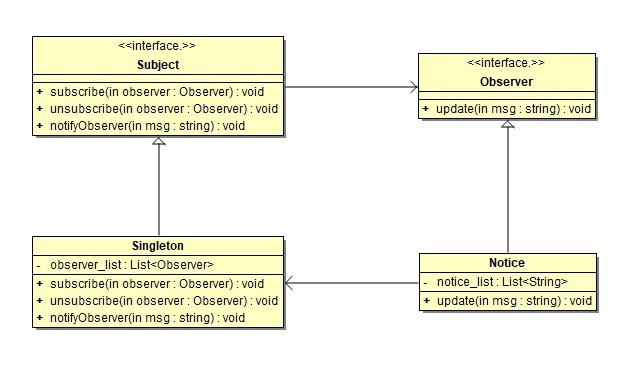 <<interface.>>
Subject
+ subscribe(in observer : Observer) : void
+ unsubscribe(in observer : Observer) : void
+ notifyObserver(in msg : string) : void
<<interface.>>
Observer
+ update(in msg : string) : void
Singleton
- observer_list : List<Observer>
+ subscribe(in observer : Observer) : void
+ unsubscribe(in observer : Observer) : void
+ notifyObserver(in msg : string) : void
Notice
- notice_list : List<String>
+ update(in msg : string) : void